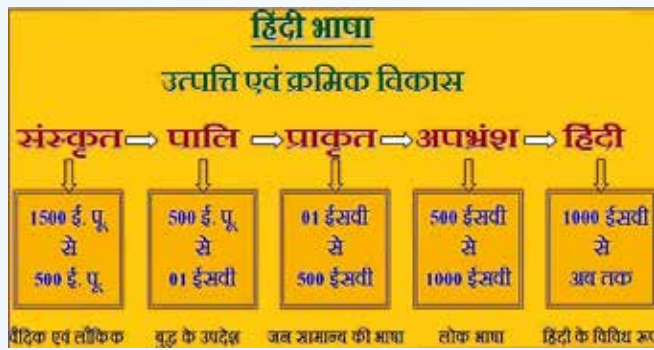 हिंदी भाषा
उत्पत्ति एवं क्रमिक विकास
संस्कृत ⇨ पालि ⇨ प्राकृत ⇨ अपभ्रंश ⇨ हिंदी
1500 ई. पू. 500 ई. पू. 01 ईसवी 500 ईसवी 1000 ईसवी
से से से से से
500 ई. पू. 01 ईसवी 500 ईसवी 1000 ईसवी अब तक
वैदिक एवं लौकिक बुद्ध के उपदेश जन सामान्य की भाषा लोक भाषा हिंदी के विविध रूप